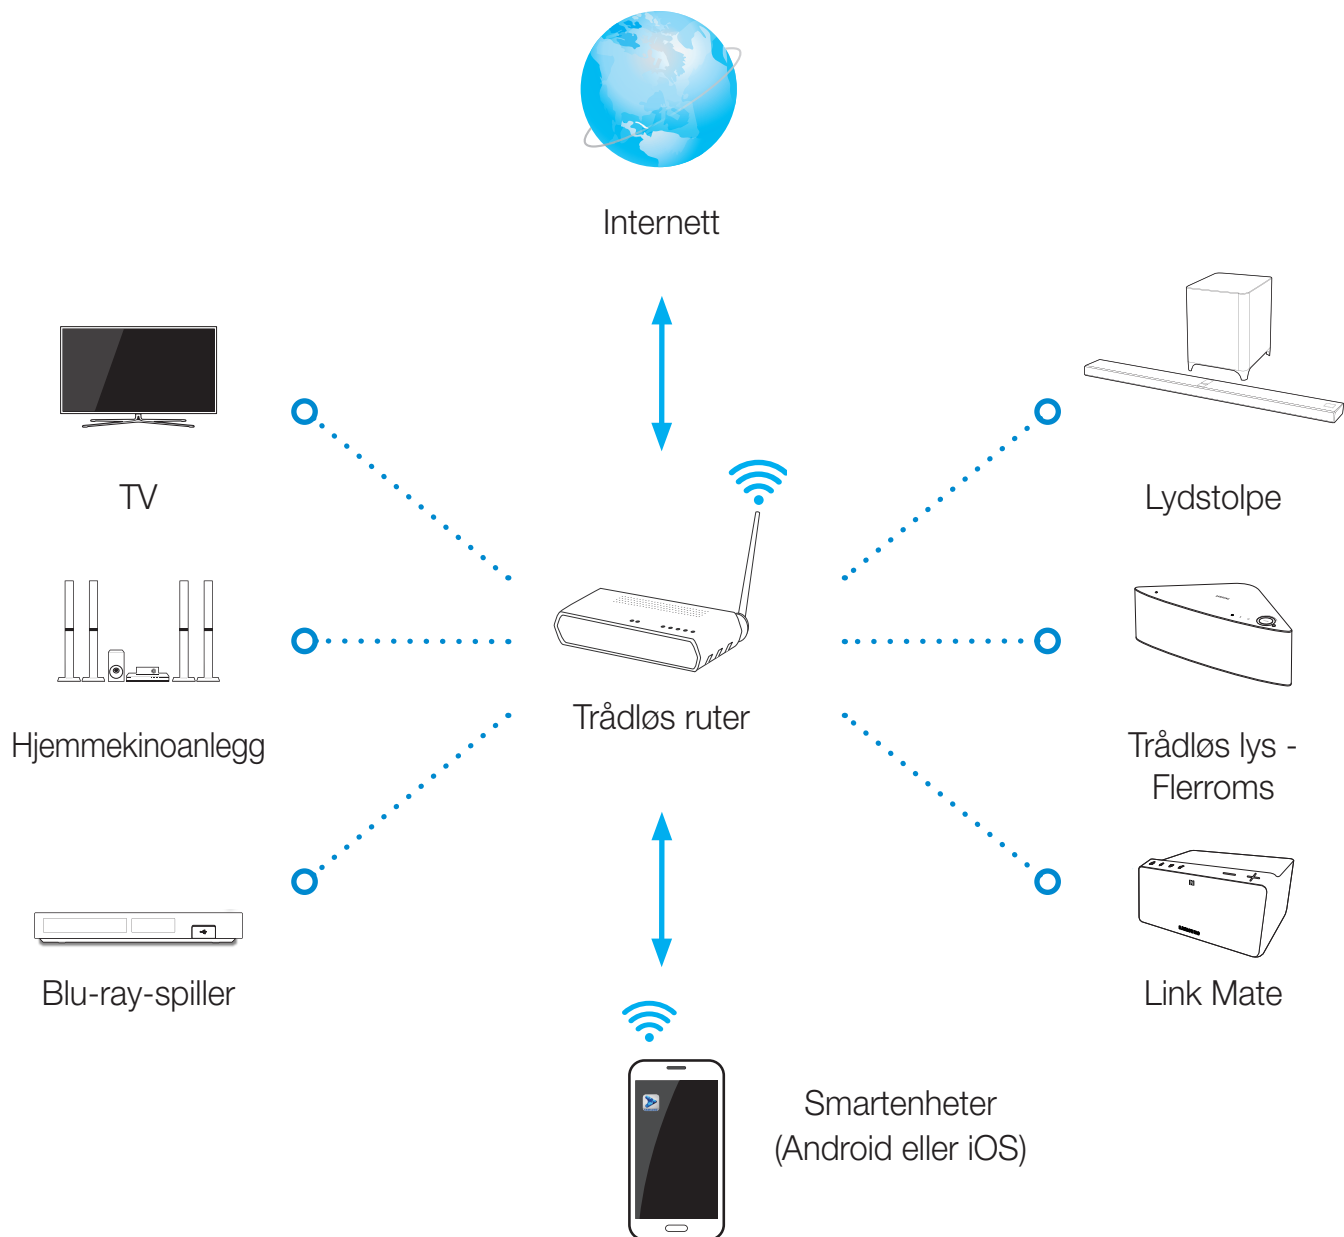 Internett
TV
Lydstolpe
Hjemmekinoanlegg
Trådløs ruter
Trådløs lys -
Flerroms
Blu-ray-spiller
Link Mate
Smartenheter
(Android eller iOS)